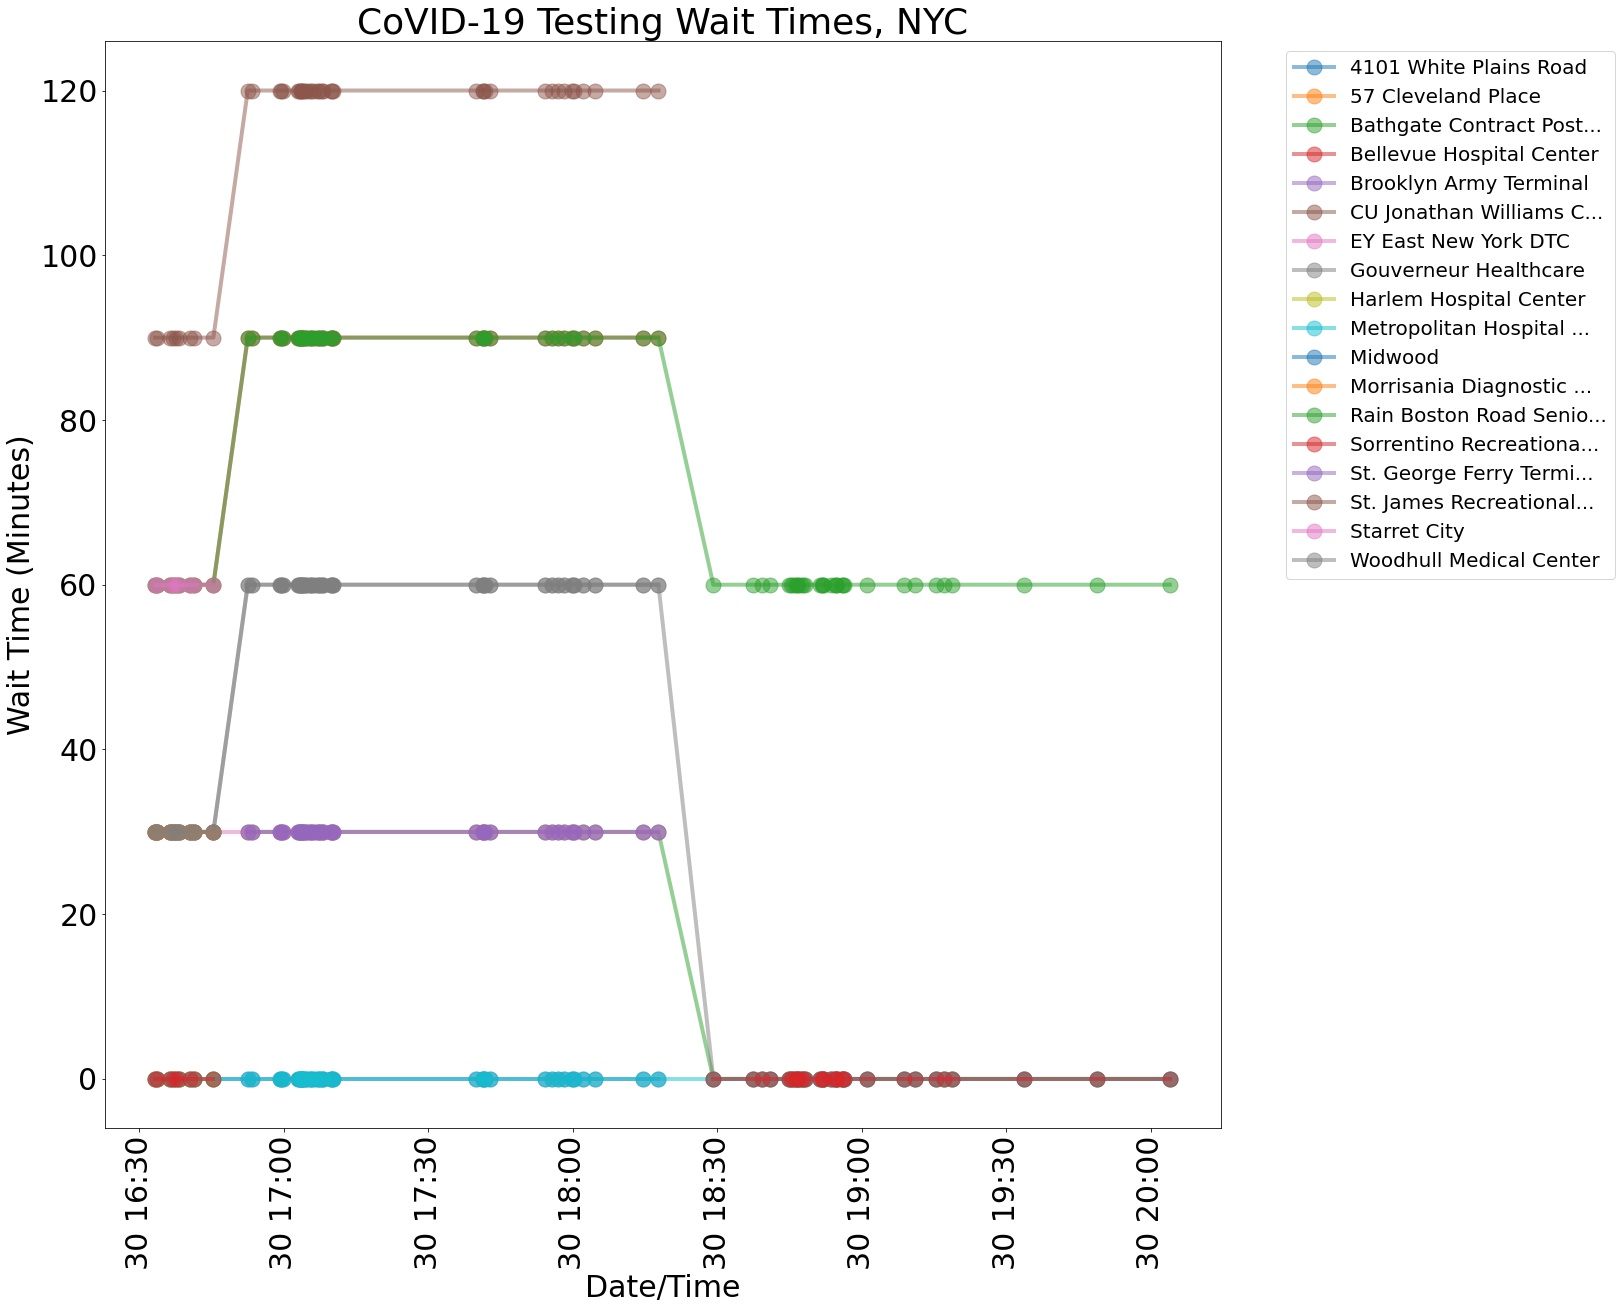 CoVID-19 Testing Wait Times, NYC
120
100
80
60
40
20
0
Wait Time (Minutes)
30 16:30
30 17:00
30 17:30
30 18:00
30 18:30
30 19:00
30 19:30
30 20:00
Date/Time
4101 White Plains Road
57 Cleveland Place
Bathgate Contract Post...
Bellevue Hospital Center
Brooklyn Army Terminal
CU Jonathan Williams C...
EY East New York DTC
Gouverneur Healthcare
Harlem Hospital Center
Metropolitan Hospital ...
Midwood
Morrisania Diagnostic ...
Rain Boston Road Senio...
Sorrentino Recreationa...
St. George Ferry Termi...
St. James Recreational...
Starret City
Woodhull Medical Center